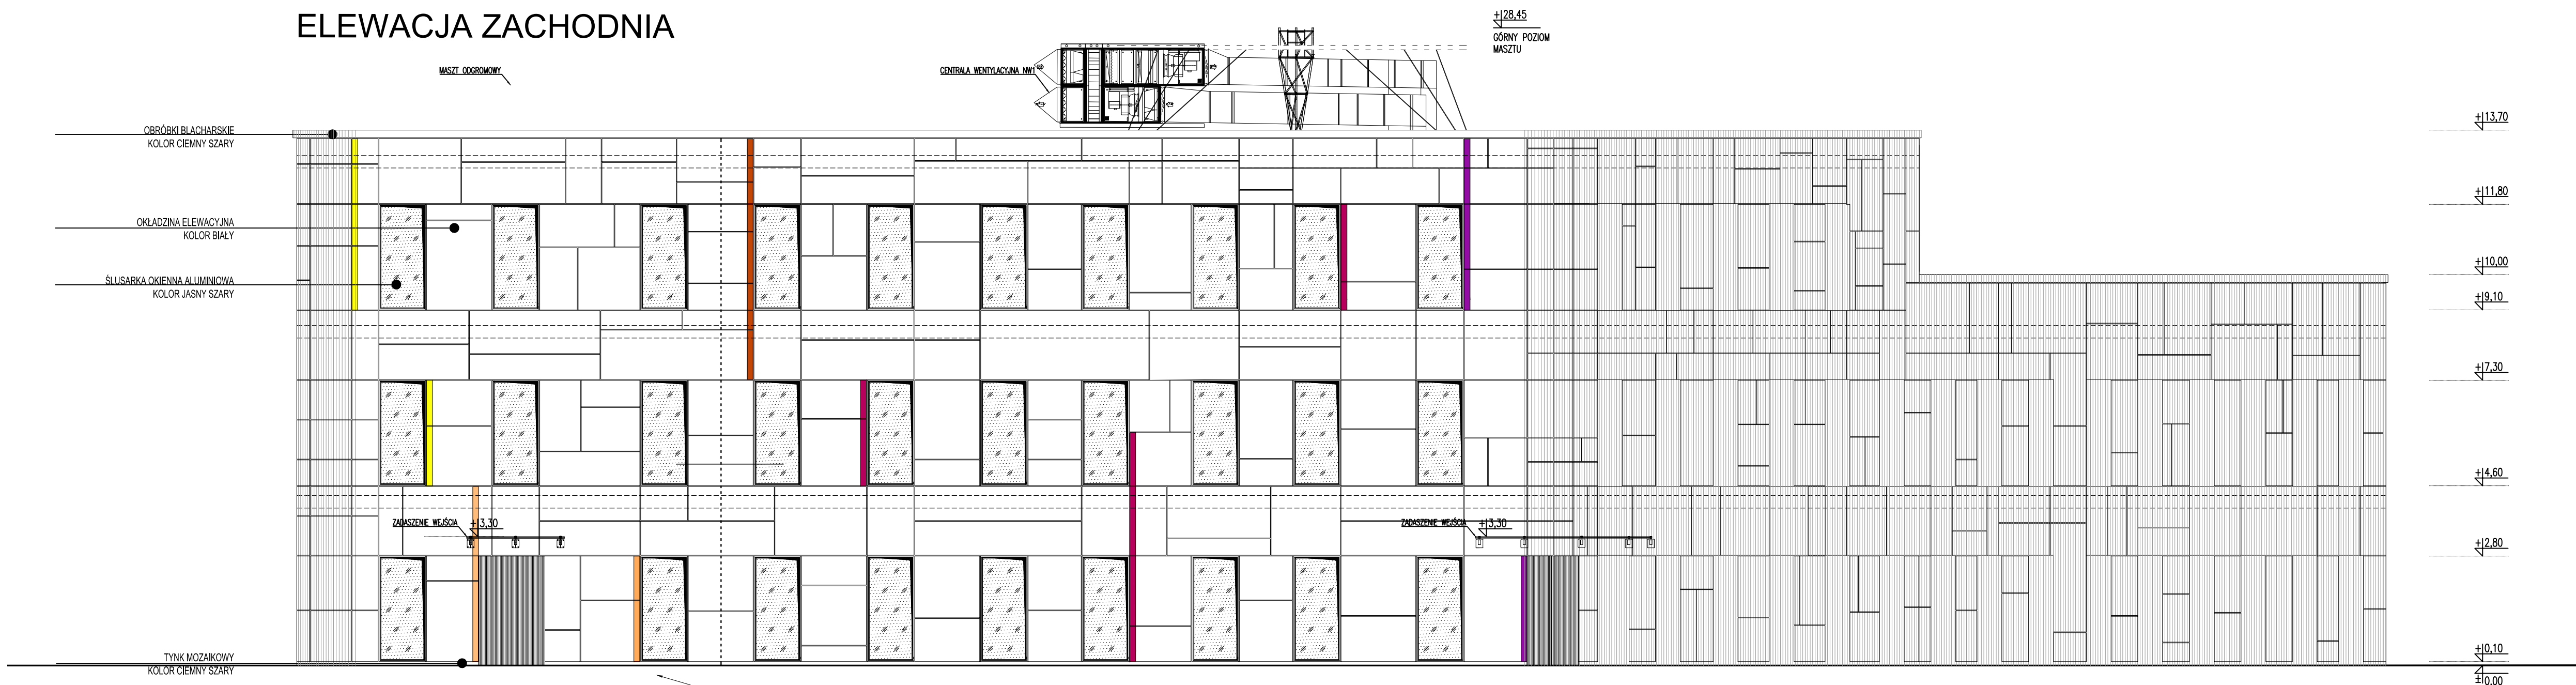 ELEWACJA ZACHODNIA
+28,45
GÓRNY POZIOM
MASZTU
MASZT ODGROMOWY
CENTRALA WENTYLACYJNA NW1
OBRÓBKI BLACHARSKIE
KOLOR CIEMNY SZARY
OKŁADZINA ELEWACYJNA
KOLOR BIAŁY
ŚLUSARKA OKIENNA ALUMINIOWA
KOLOR JASNY SZARY
ZADASZENIE WEJŚCIA
+3,30
ZADASZENIE WEJŚCIA
+3,30
TYNK MOZAIKOWY
KOLOR CIEMNY SZARY
+13,70
+11,80
+10,00
+9,10
+7,30
+4,60
+2,80
+0,10
±0,00